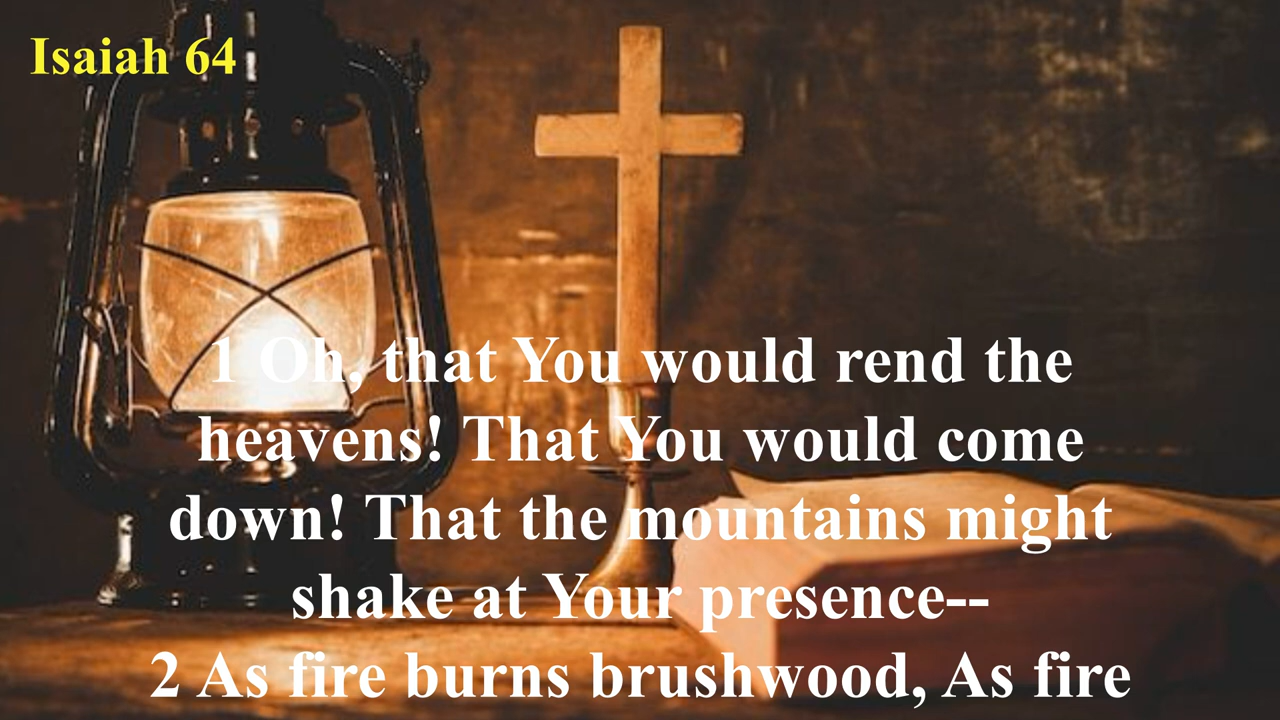 Isaiah 64
1 Oh, that You would rend the
heavens! That You would come
down! That the mountains might
shake at Your presence--
2 As fire burns brushwood, As fire